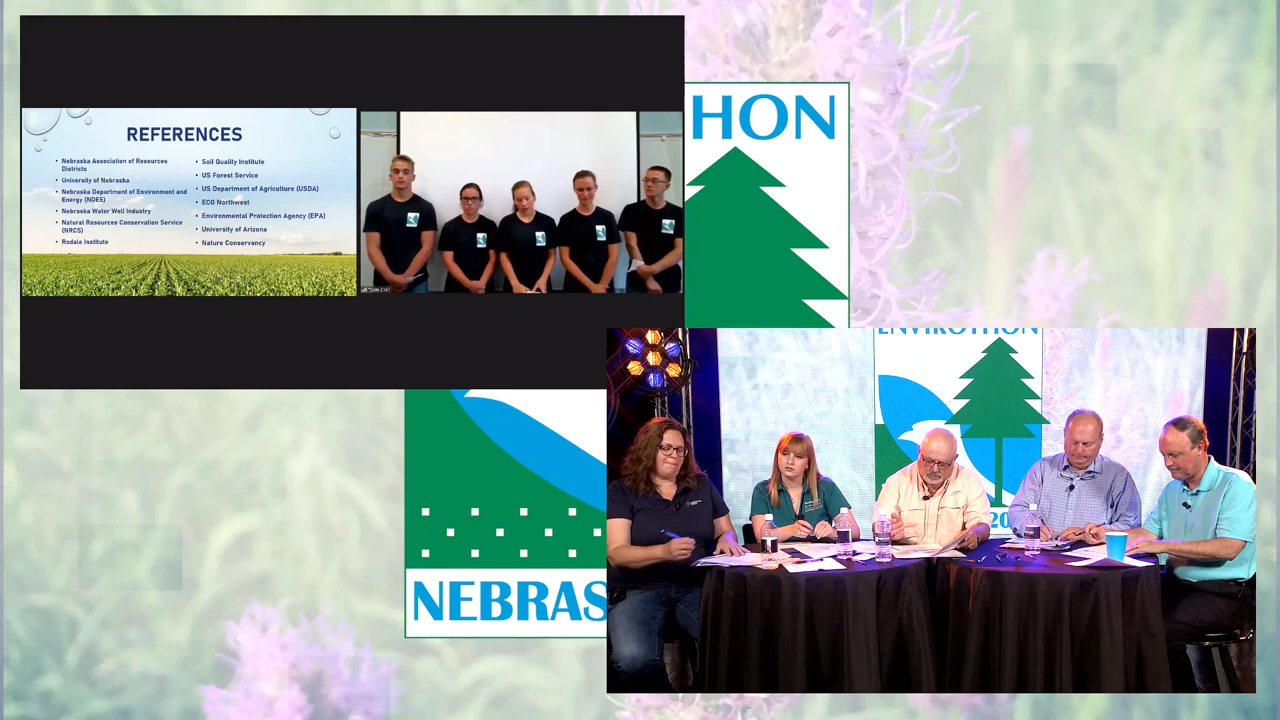 REFERENCES
• Nebraska Association of Resources
Districts
• University of Nebraska
• Nebraska Department of Environment and
Energy (NDEE)
• Nebraska Water Well Industry
• Natural Resources Conservation Service
(NRCS)
• Rodale Institute
• Soil Quality Institute
• US Forest Service
• US Department of Agriculture (USDA)
• ECO Northwest
• Environmental Protection Agency (EPA)
• University of Arizona
• Nature Conservancy
HON
ENVIROTHON
20
NEBRAS